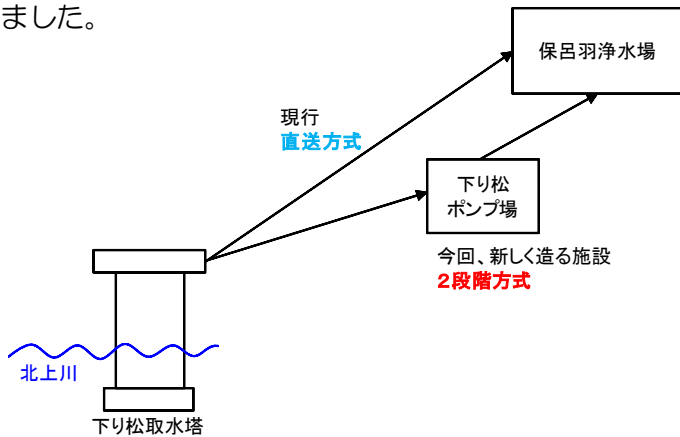 ました。
保呂羽浄水場
現行
直送方式
下り松
ポンプ場
今回、新しく造る施設
２段階方式
北上川
下り松取水塔